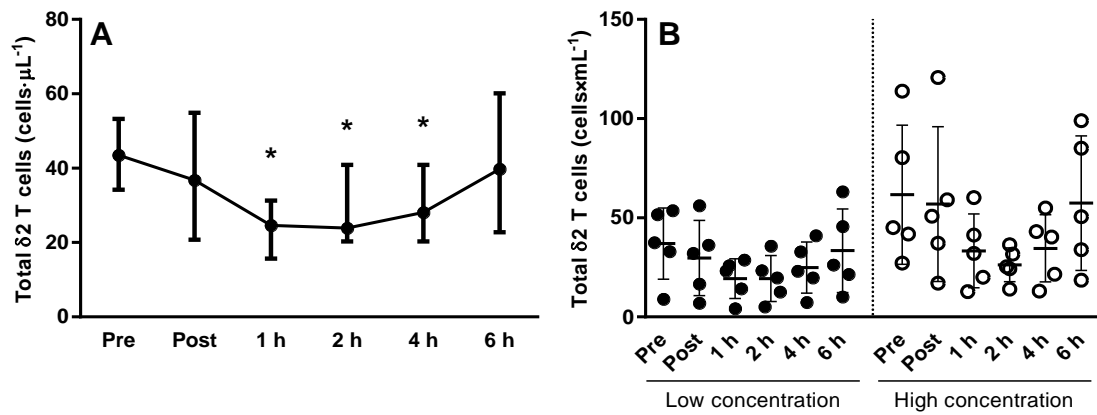 A
Total δ2 T cells (cells·µL-1)
80
60
40
20
0
*
*
*
Pre Post 1 h 2 h 4 h 6 h
B
Total δ2 T cells (cells×mL-1)
150
100
50
0
Pre Post 1 h 2 h 4 h 6 h Pre Post 1 h 2 h 4 h 6 h
Low concentration High concentration